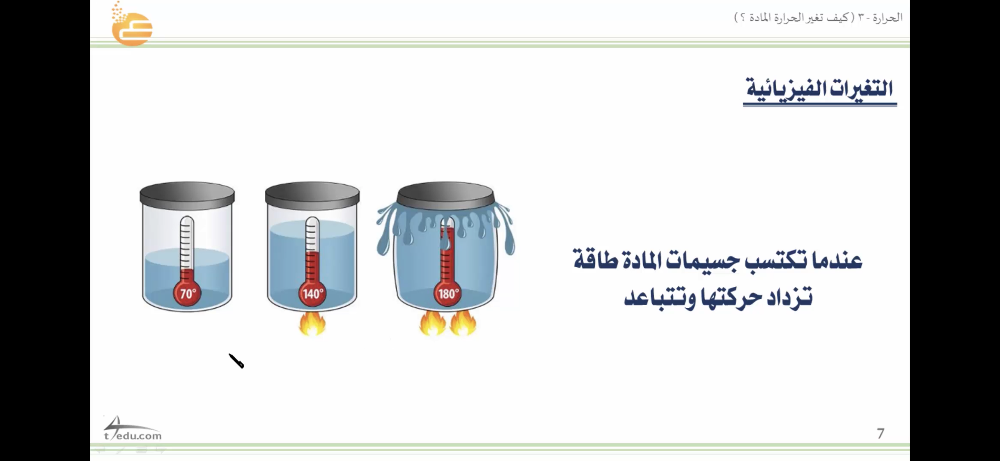 الحرارة - ٣ (كيف تغير الحرارة المادة ؟)
التغيرات الفيزيائية
عندما تكتسب جسيمات المادة طاقة
تزداد حركتها وتتباعد
70°
140°
180°
t4edu.com
7